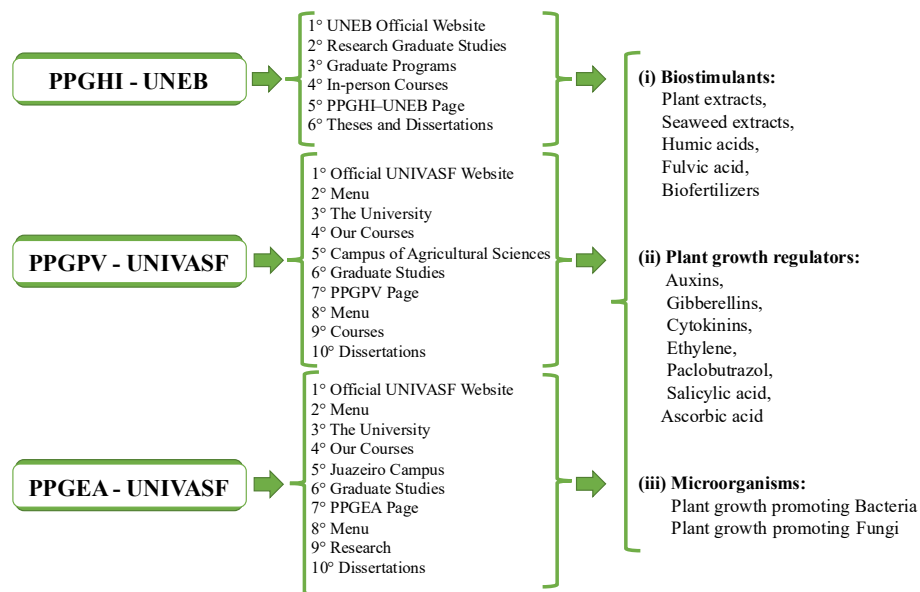 PPGHI - UNEB
1° UNEB Official Website
2° Research Graduate Studies
3° Graduate Programs
4° In-person Courses
5° PPGHI–UNEB Page
6° Theses and Dissertations
PPGPV - UNIVASF
1° Official UNIVASF Website
2° Menu
3° The University
4° Our Courses
5° Campus of Agricultural Sciences
6° Graduate Studies
7° PPGPV Page
8° Menu
9° Courses
10° Dissertations
PPGEA - UNIVASF
1° Official UNIVASF Website
2° Menu
3° The University
4° Our Courses
5° Juazeiro Campus
6° Graduate Studies
7° PPGEA Page
8° Menu
9° Research
10° Dissertations
(i) Biostimulants:
Plant extracts,
Seaweed extracts,
Humic acids,
Fulvic acid,
Biofertilizers
(ii) Plant growth regulators:
Auxins,
Gibberellins,
Cytokinins,
Ethylene,
Paclobutrazol,
Salicylic acid,
Ascorbic acid
(iii) Microorganisms:
Plant growth promoting Bacteria
Plant growth promoting Fungi